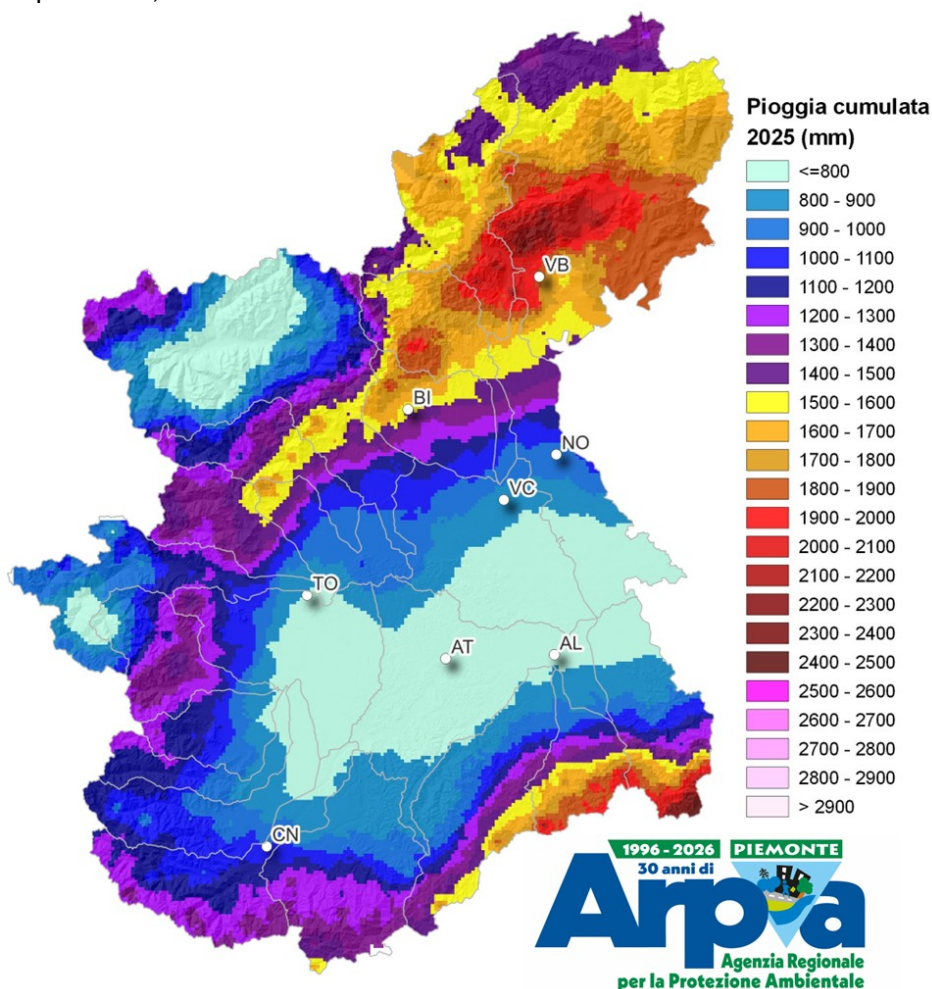 Pioggia cumulata
2025 (mm)
<=800
800 - 900
900 - 1000
1000 - 1100
1100 - 1200
1200 - 1300
1300 - 1400
1400 - 1500
1500 - 1600
1600 - 1700
1700 - 1800
1800 - 1900
1900 - 2000
2000 - 2100
2100 - 2200
2200 - 2300
2300 - 2400
2400 - 2500
2500 - 2600
2600 - 2700
2700 - 2800
2800 - 2900
> 2900
VB
BI
NO
VC
TO
AT
AL
CN
1996 - 2026 PIEMONTE
30 anni di
Arpa
Agenzia Regionale
per la Protezione Ambientale